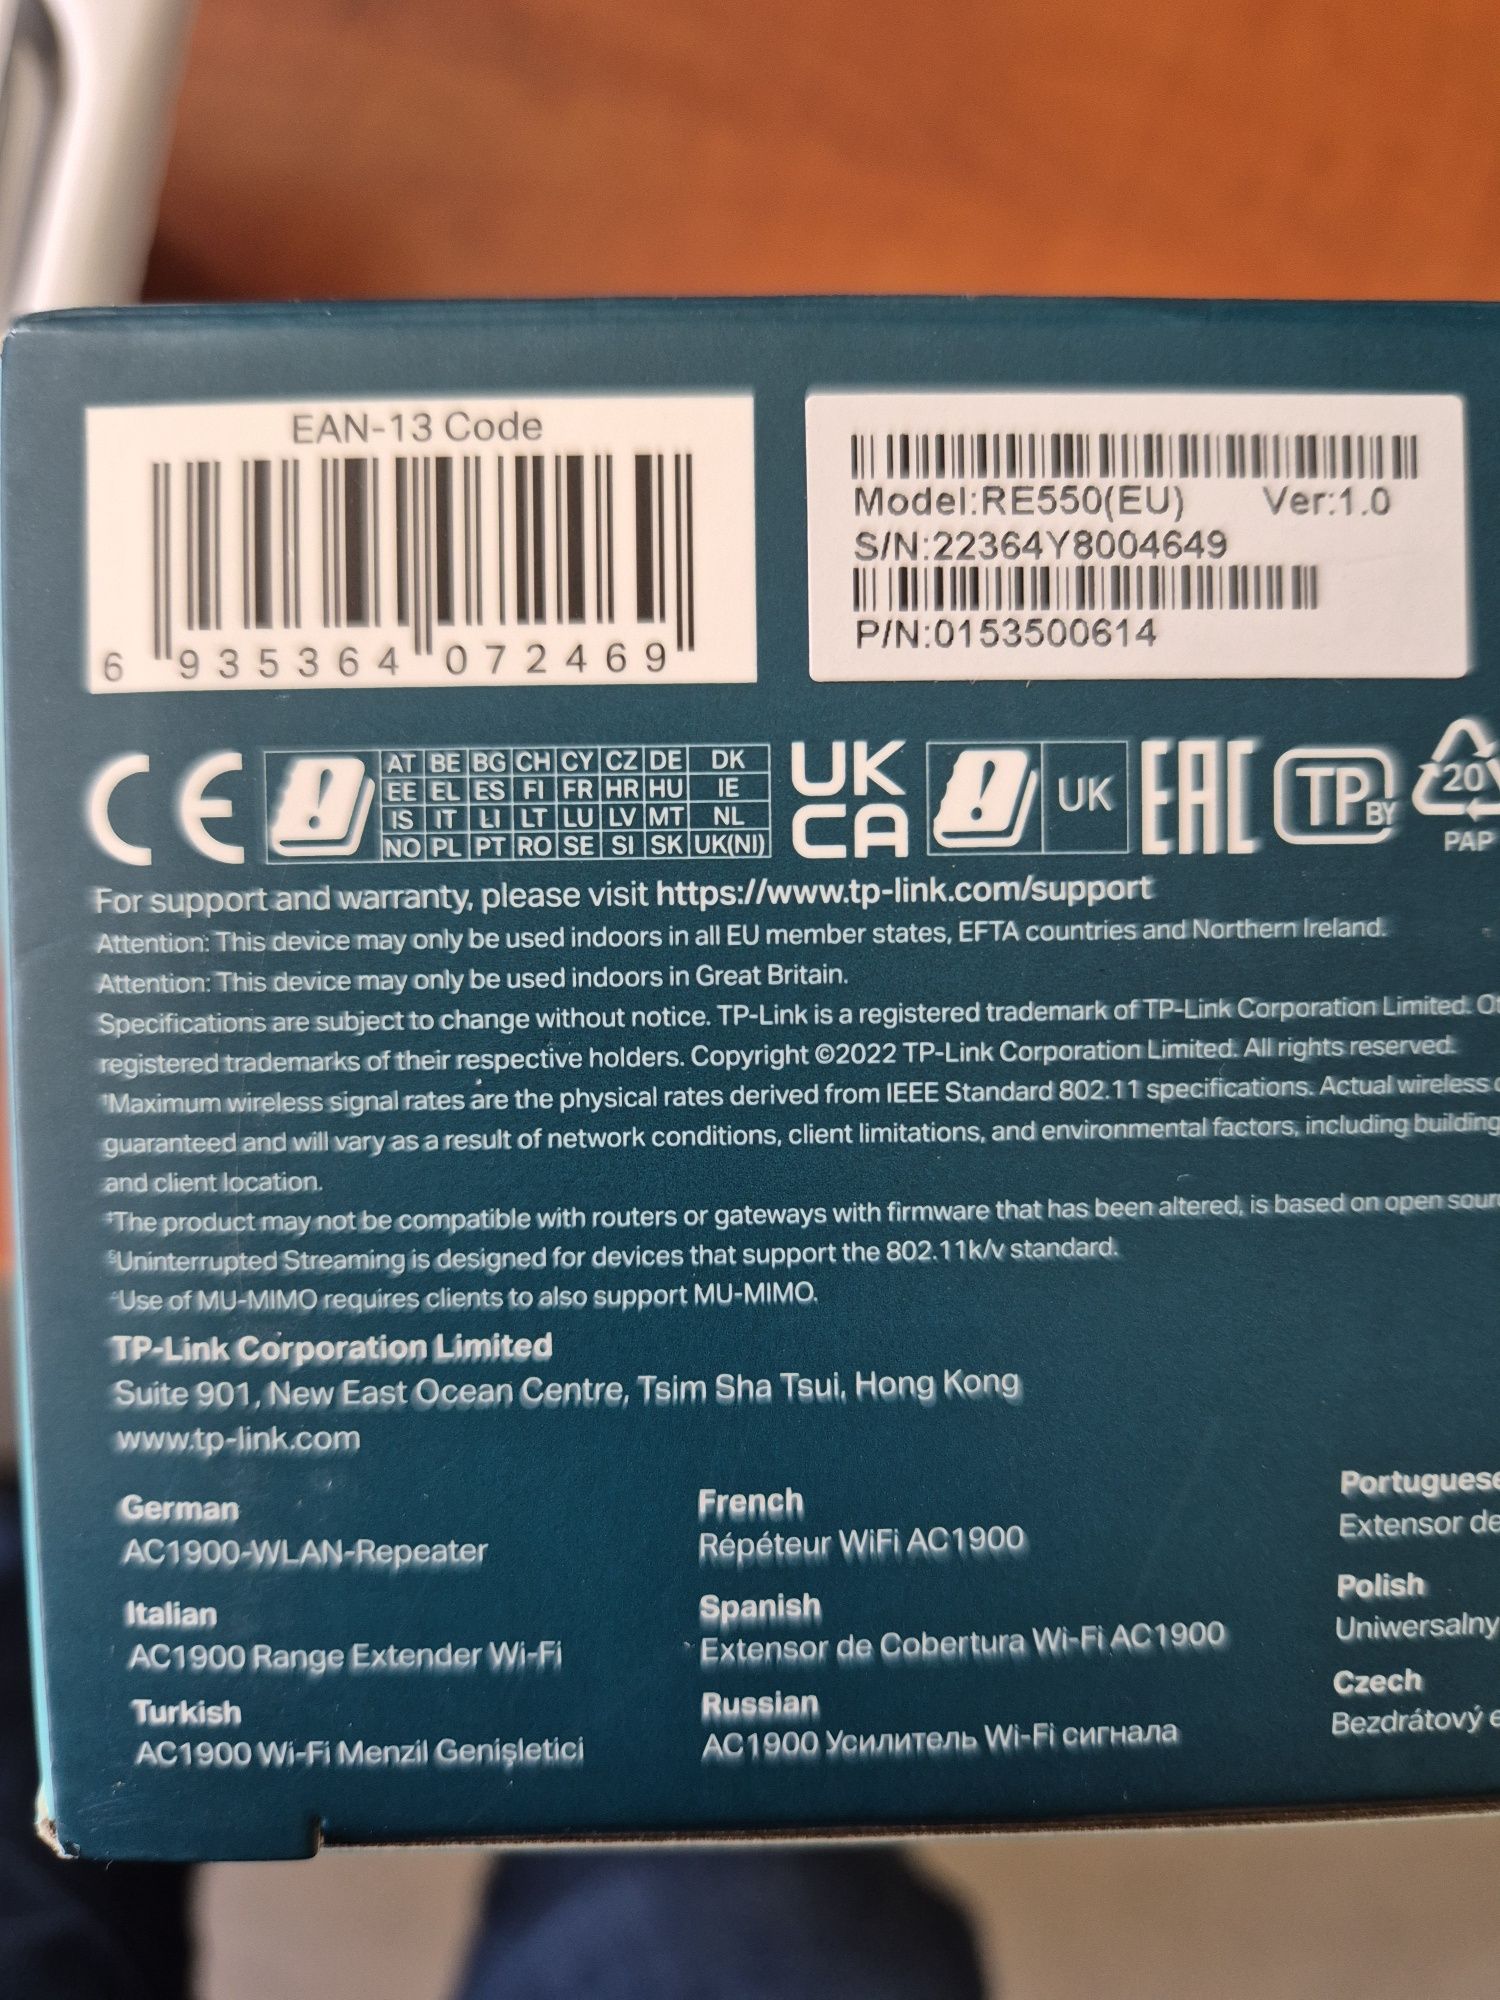 EAN-13 Code
6 935364 072469
Model:RE550(EU) Ver:1.0
S/N:22364Y8004649
P/N:0153500614
CE
AT BE BG CH CY CZ DE DK
EE EL ES FI FR HR HU IE
IS IT LI LT LU LV MT NL
NO PL PT RO SE SI SK UK(NI)
UK
CA
UK
EAC
TP BY
20
PAP
For support and warranty, please visit https://www.tp-link.com/support
Attention: This device may only be used indoors in all EU member states, EFTA countries and Northern Ireland.
Attention: This device may only be used indoors in Great Britain.
Specifications are subject to change without notice. TP-Link is a registered trademark of TP-Link Corporation Limited.
registered trademarks of their respective holders. Copyright ©2022 TP-Link Corporation Limited. All rights reserved.
†Maximum wireless signal rates are the physical rates derived from IEEE Standard 802.11 specifications. Actual wireless
guaranteed and will vary as a result of network conditions, client limitations, and environmental factors, including building
and client location.
‡The product may not be compatible with routers or gateways with firmware that has been altered, is based on open
§Uninterrupted Streaming is designed for devices that support the 802.11k/v standard.
Use of MU-MIMO requires clients to also support MU-MIMO.
TP-Link Corporation Limited
Suite 901, New East Ocean Centre, Tsim Sha Tsui, Hong Kong
www.tp-link.com
German
AC1900-WLAN-Repeater
Italian
AC1900 Range Extender Wi-Fi
Turkish
AC1900 Wi-Fi Menzil Genişletici
French
Répéteur WiFi AC1900
Spanish
Extensor de Cobertura Wi-Fi AC1900
Russian
AC1900 Усилитель Wi-Fi сигнала
Portuguese
Extensor de
Polish
Uniwersalny
Czech
Bezdrátový